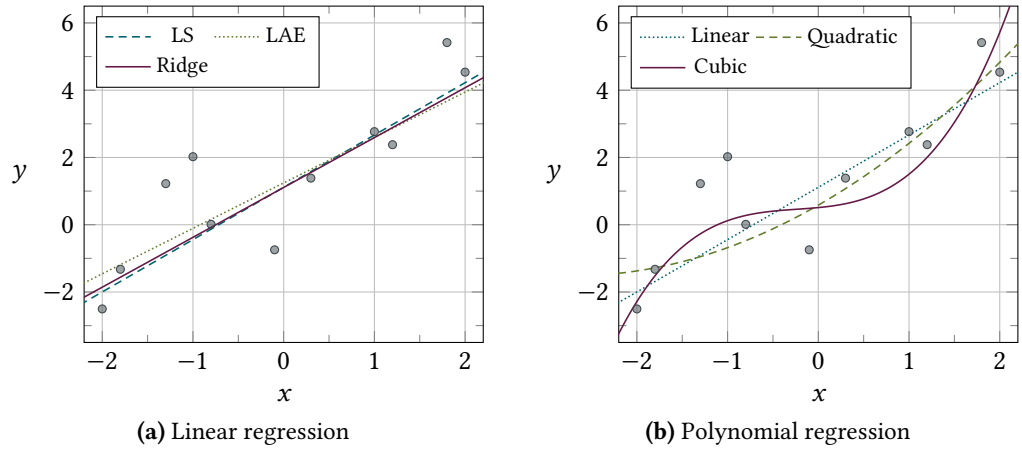 LS LAE
Ridge
6
4
2
0
−2
y
−2 −1 0 1 2
x
(a) Linear regression
Linear Quadratic
Cubic
6
4
2
0
−2
y
−2 −1 0 1 2
x
(b) Polynomial regression